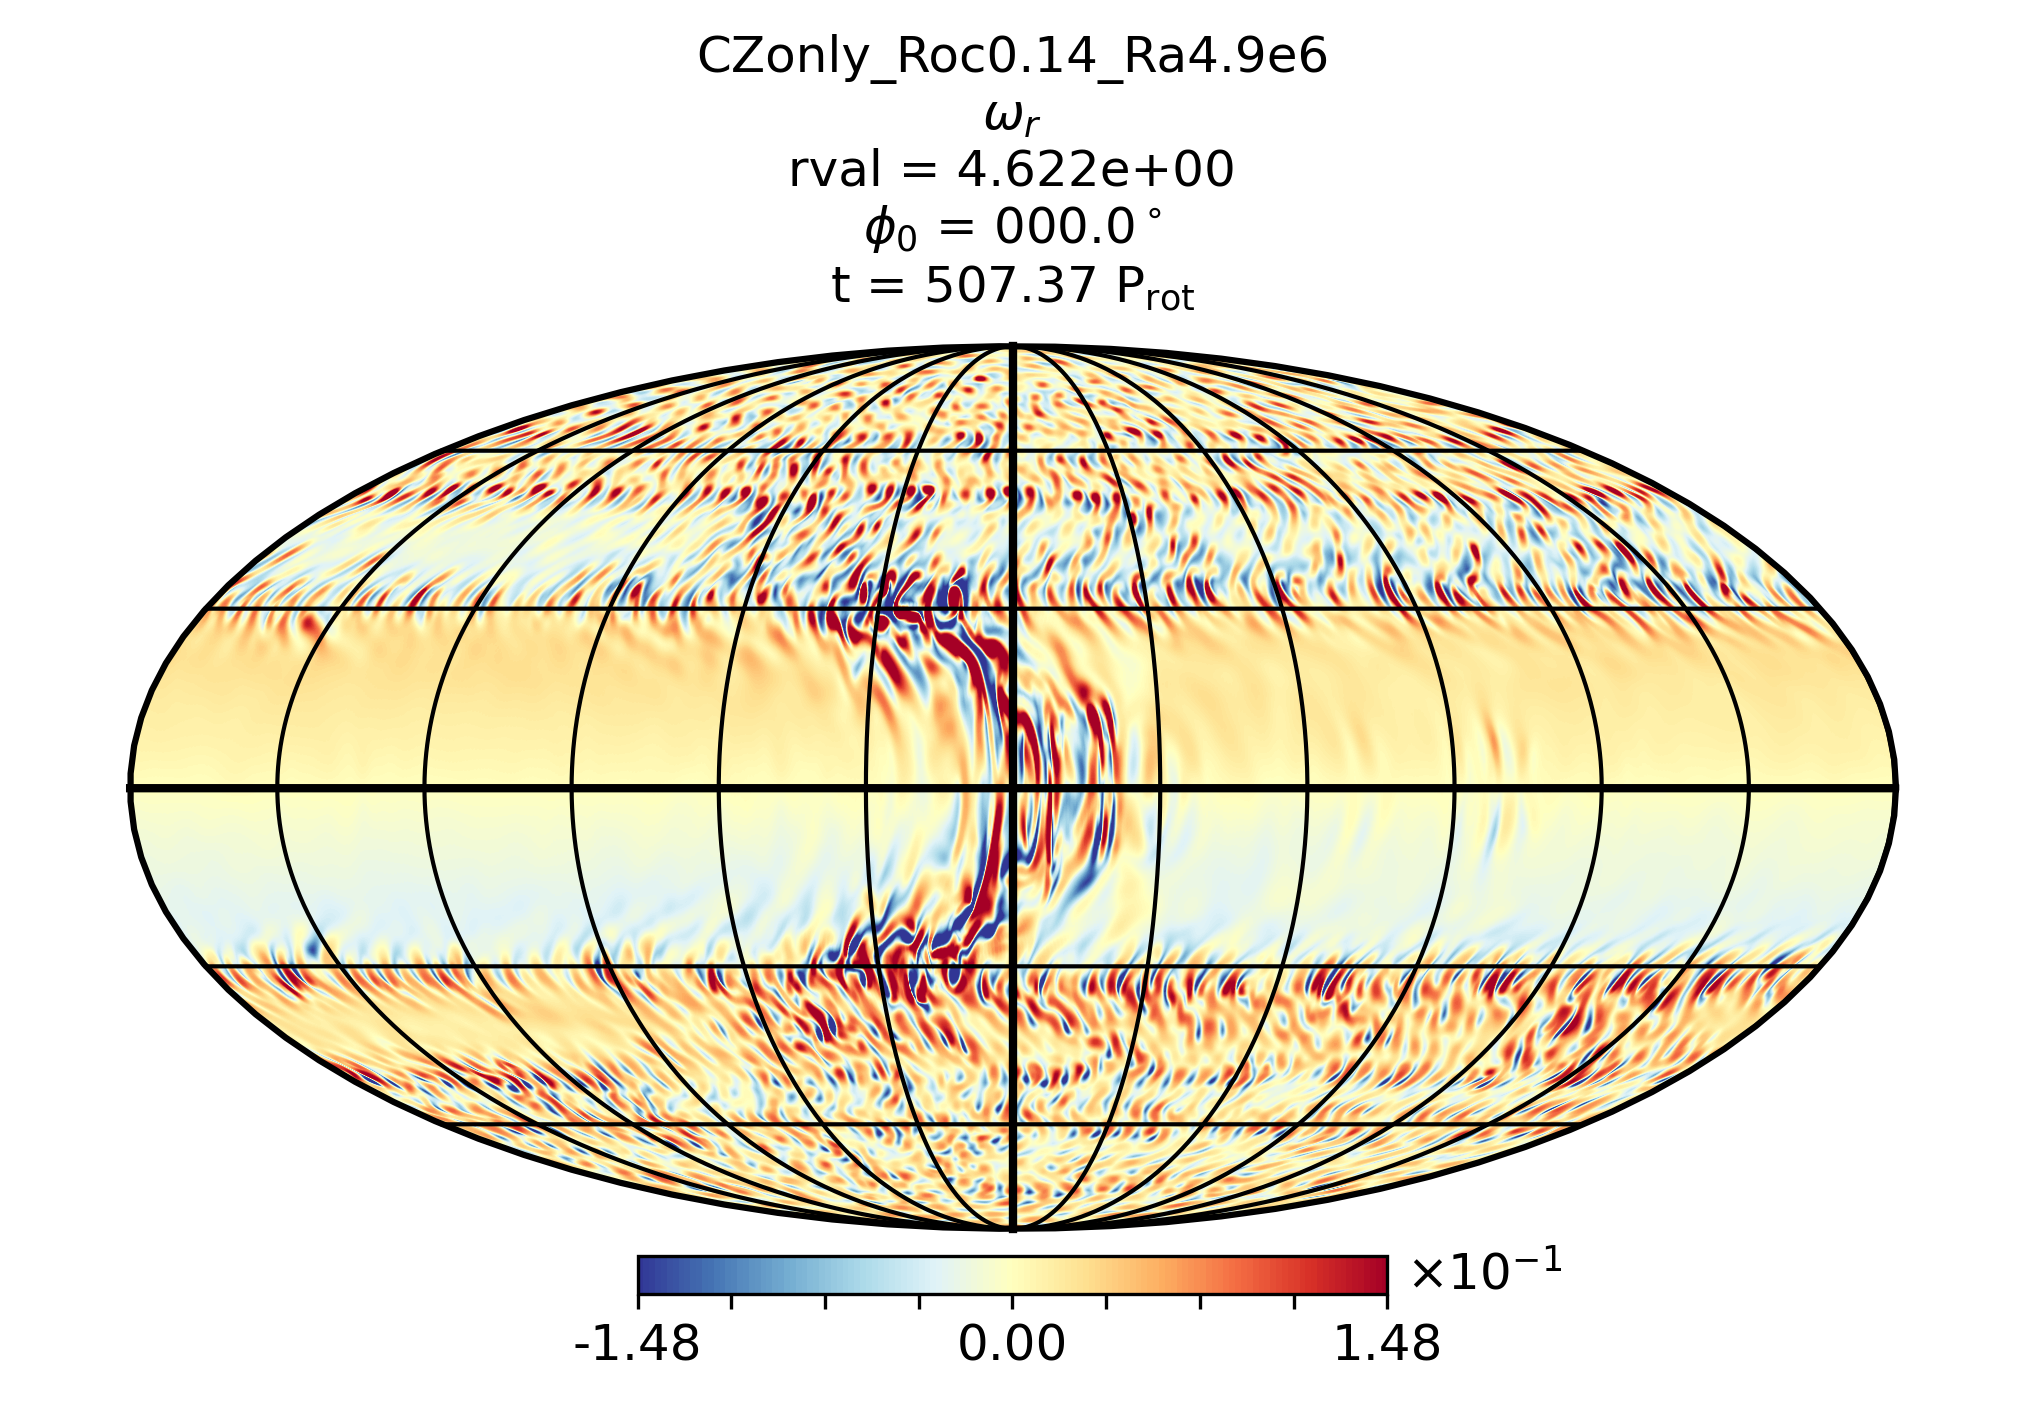 CZonly_Roc0.14_Ra4.9e6
ωr
rval = 4.622e+00
ϕ0 = 000.0°
t = 507.37 Prot
×10−1
-1.48 0.00 1.48